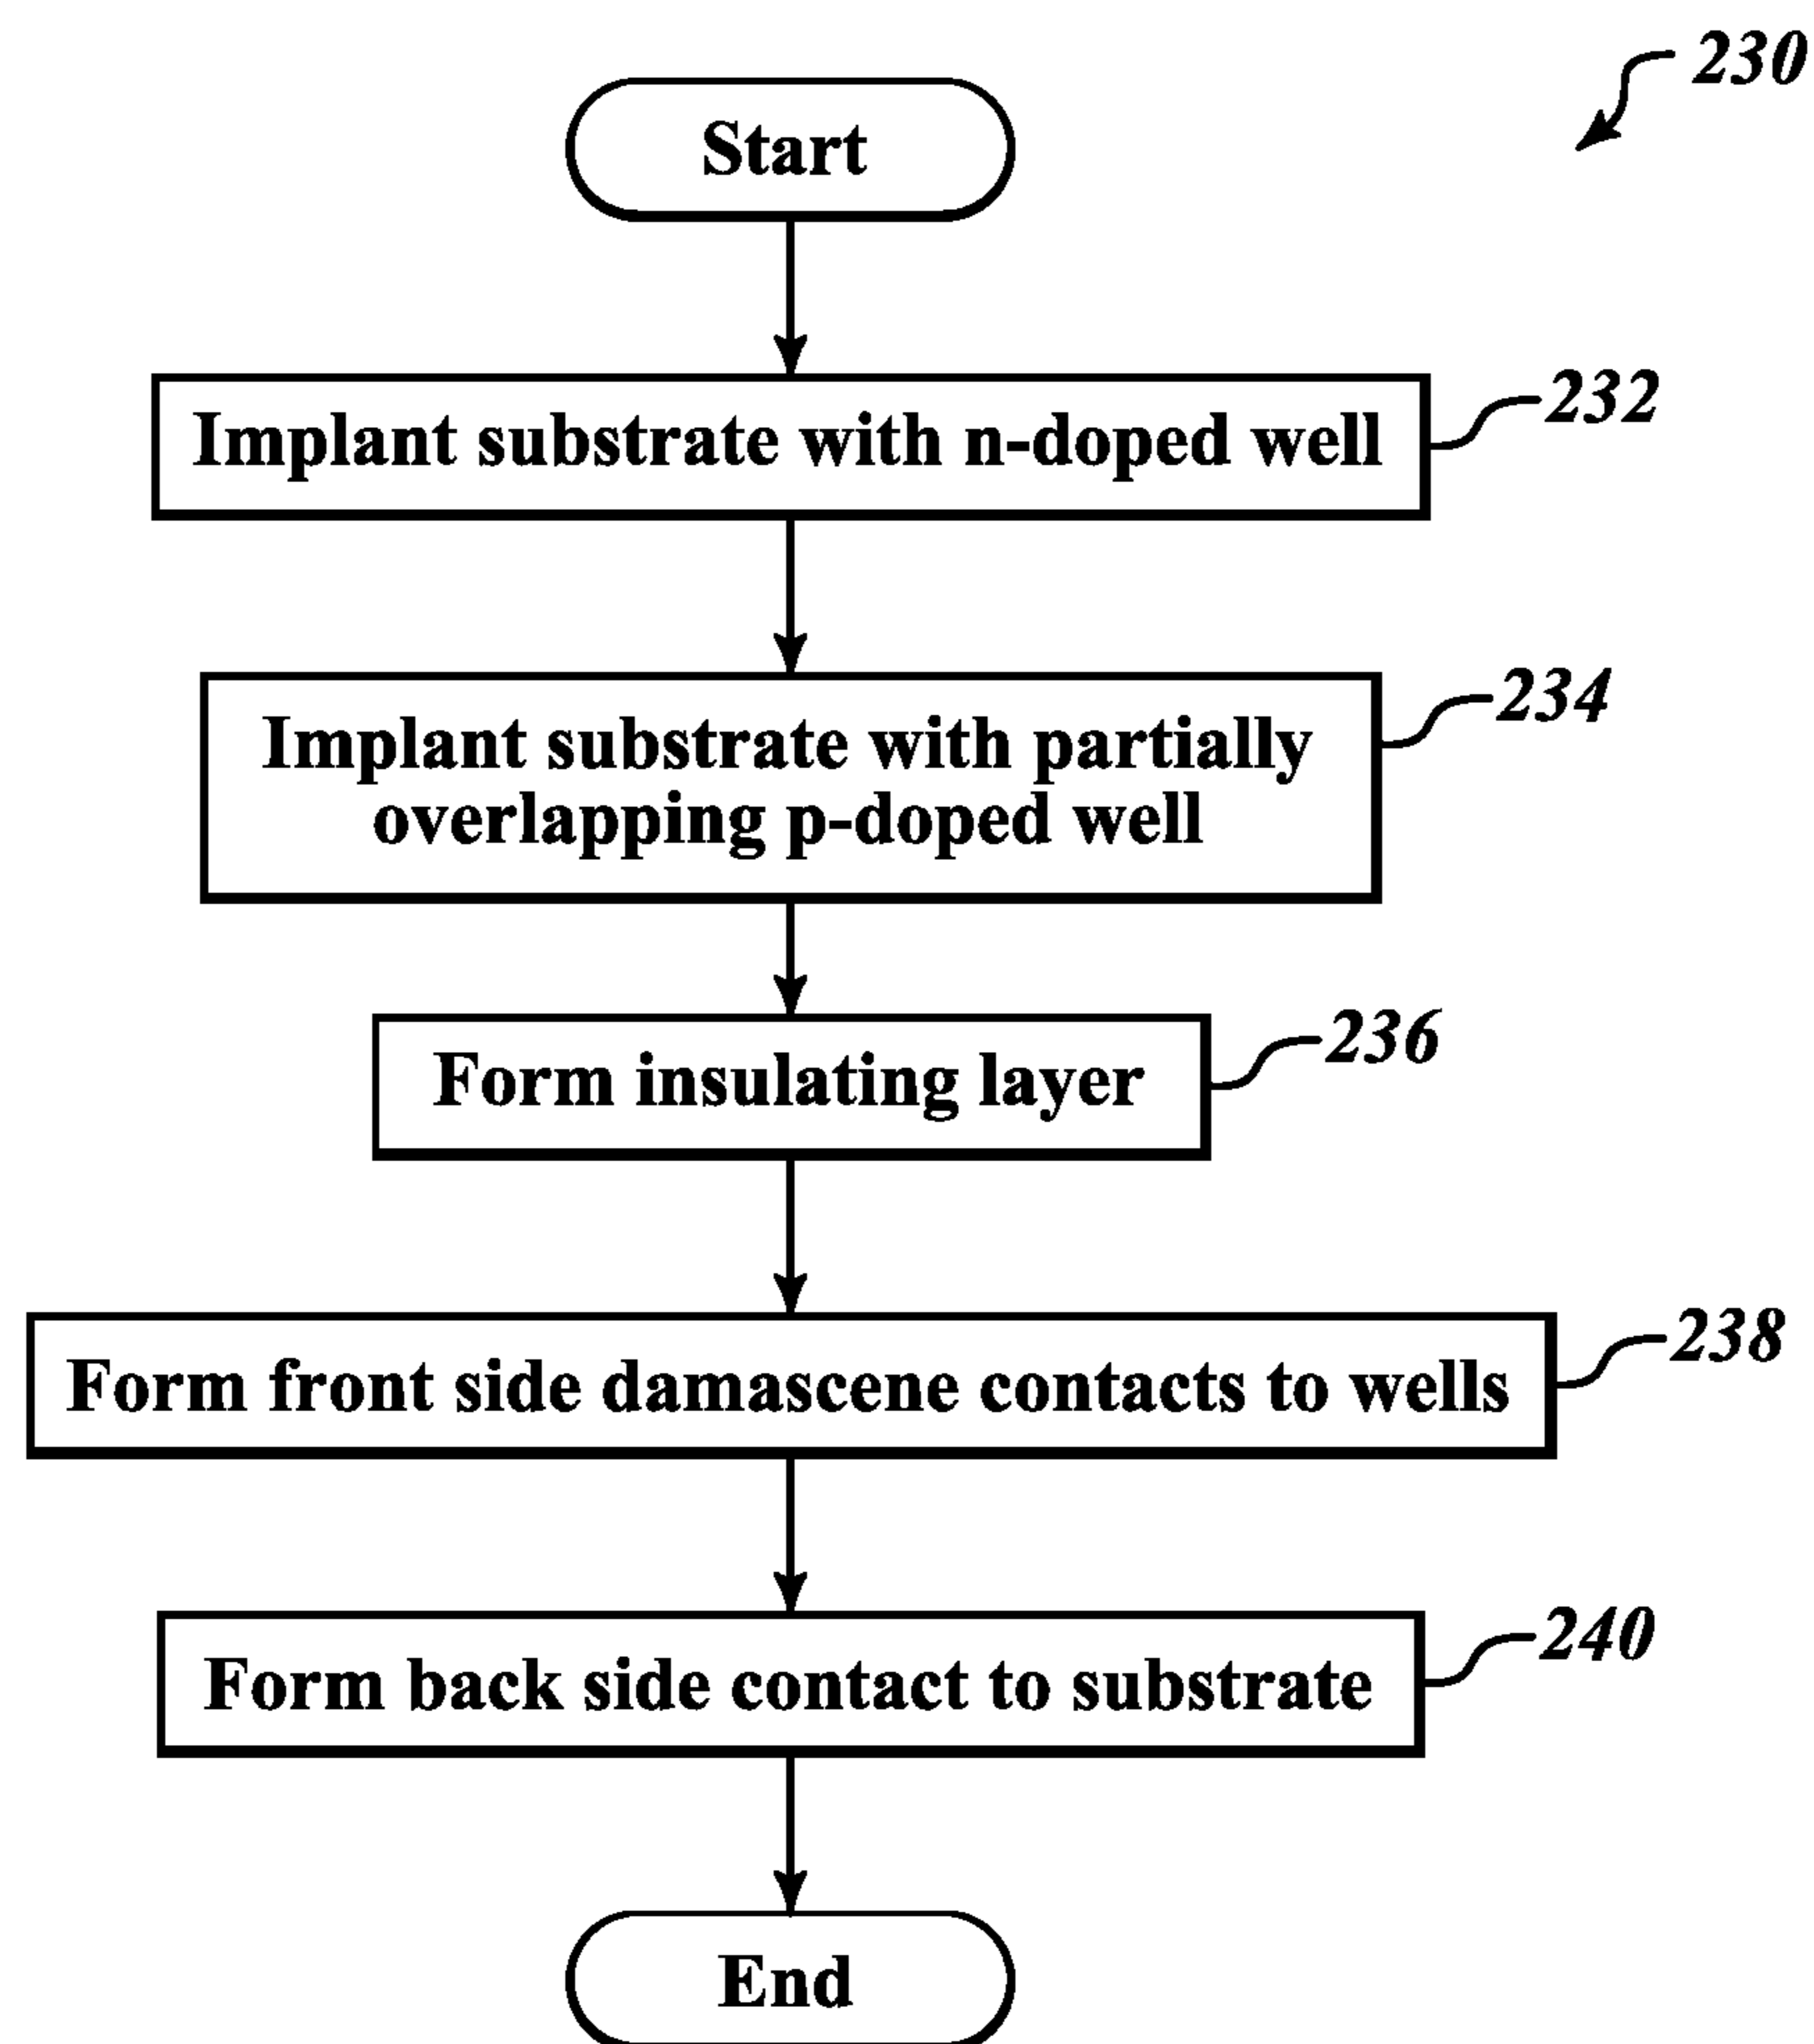 230
Start
Implant substrate with n-doped well
232
Implant substrate with partially
overlapping p-doped well
234
Form insulating layer
236
Form front side damascene contacts to wells
238
Form back side contact to substrate
240
End